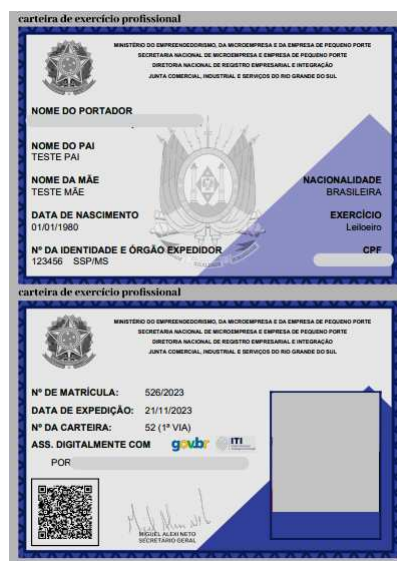 carteira de exercício profissional
MINISTÉRIO DO EMPREENDEDORISMO, DA MICROEMPRESA E DA EMPRESA DE PEQUENO PORTE
SECRETARIA NACIONAL DE MICROEMPRESA E EMPRESA DE PEQUENO PORTE
DIRETORIA NACIONAL DE REGISTRO EMPRESARIAL E INTEGRAÇÃO
JUNTA COMERCIAL, INDUSTRIAL E SERVIÇOS DO RIO GRANDE DO SUL
NOME DO PORTADOR
NOME DO PAI
TESTE PAI
NOME DA MÃE
TESTE MÃE
NACIONALIDADE
BRASILEIRA
DATA DE NASCIMENTO
01/01/1980
EXERCÍCIO
Leiloeiro
Nº DA IDENTIDADE E ÓRGÃO EXPEDIDOR
123456 SSP/MS
CPF
carteira de exercício profissional
MINISTÉRIO DO EMPREENDEDORISMO, DA MICROEMPRESA E DA EMPRESA DE PEQUENO PORTE
SECRETARIA NACIONAL DE MICROEMPRESA E EMPRESA DE PEQUENO PORTE
DIRETORIA NACIONAL DE REGISTRO EMPRESARIAL E INTEGRAÇÃO
JUNTA COMERCIAL, INDUSTRIAL E SERVIÇOS DO RIO GRANDE DO SUL
Nº DE MATRÍCULA: 526/2023
DATA DE EXPEDIÇÃO: 21/11/2023
Nº DA CARTEIRA: 52 (1ª VIA)
ASS. DIGITALMENTE COM gov.br ITI
POR
MIGUEL ALEXI NETO
SECRETÁRIO-GERAL